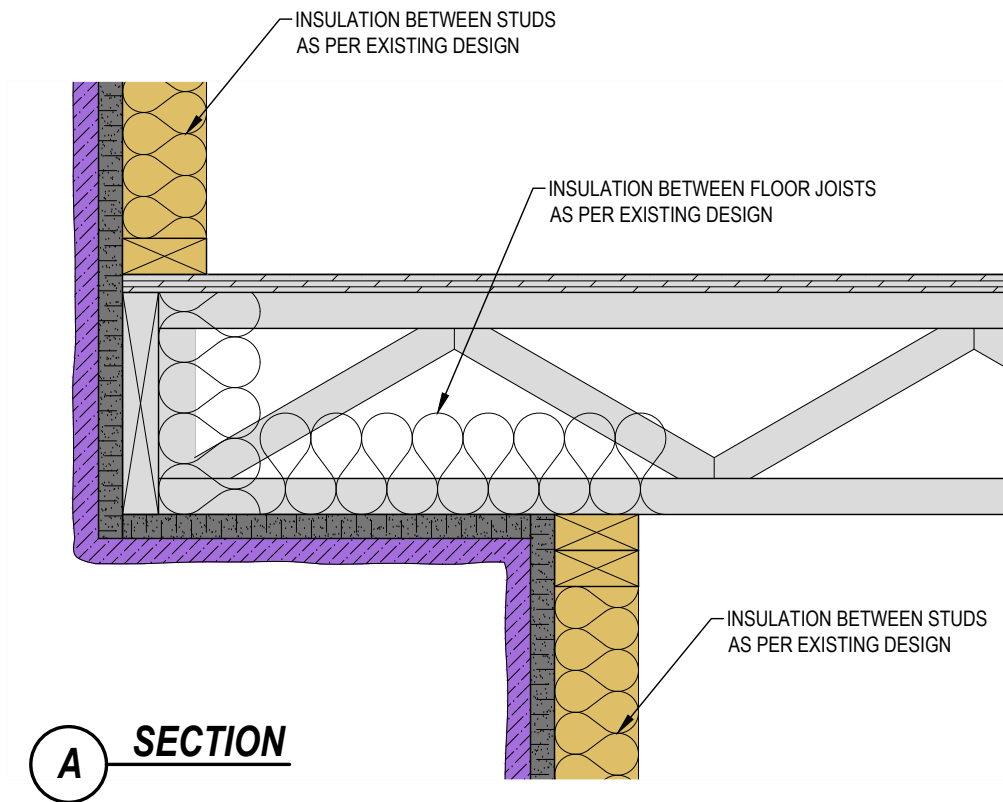 INSULATION BETWEEN STUDS
AS PER EXISTING DESIGN
INSULATION BETWEEN FLOOR JOISTS
AS PER EXISTING DESIGN
INSULATION BETWEEN STUDS
AS PER EXISTING DESIGN
A SECTION